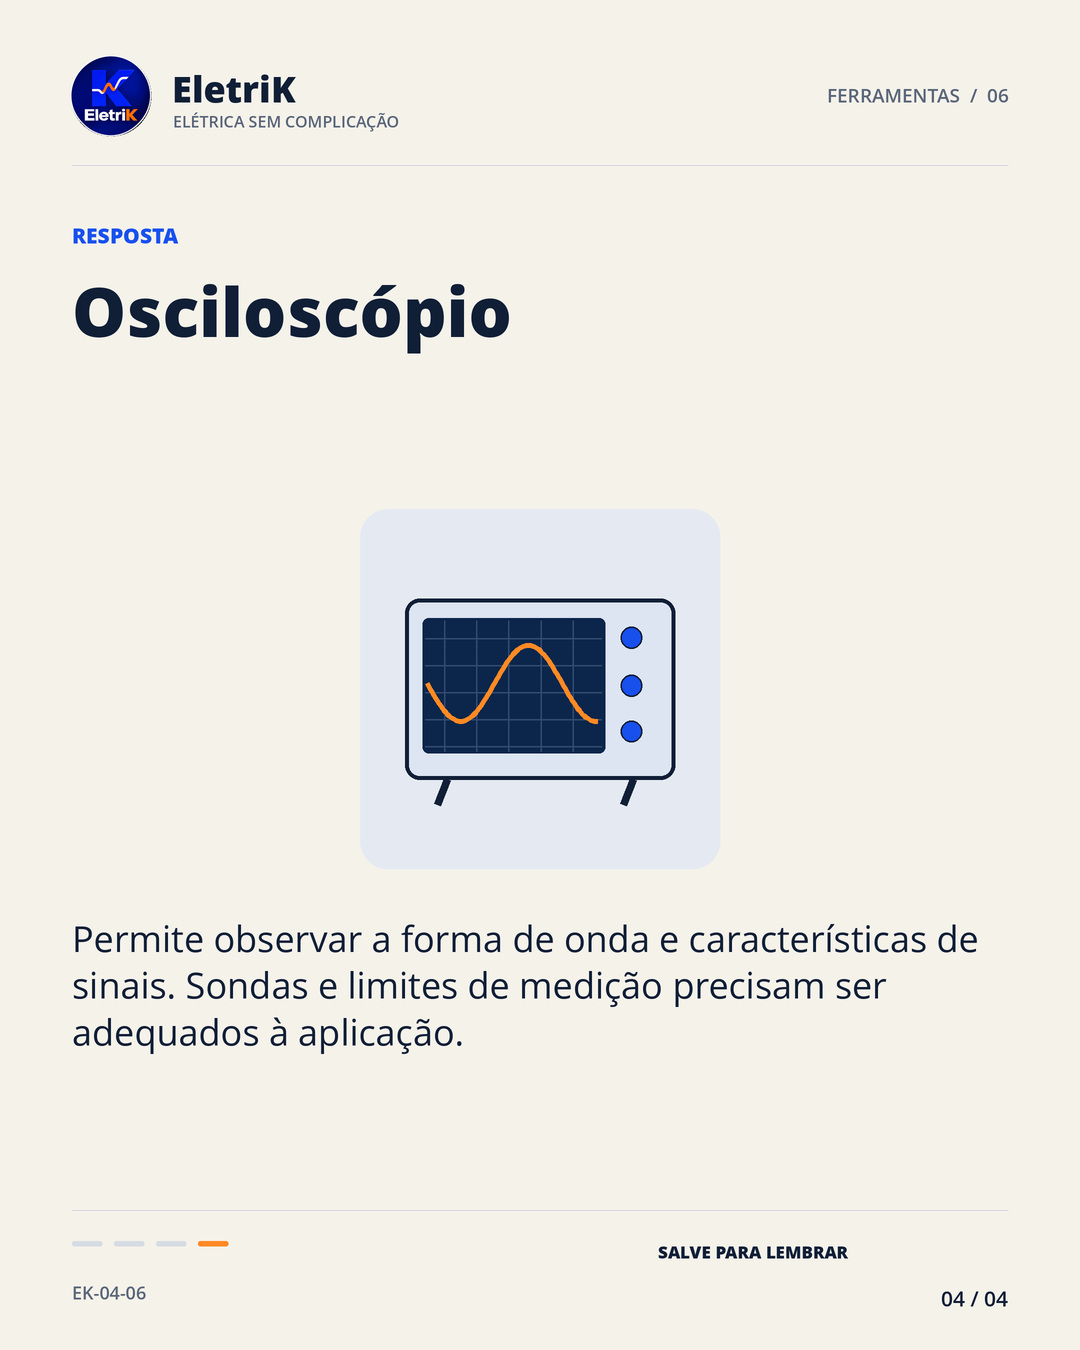 EletriK
EletriK
ELÉTRICA SEM COMPLICAÇÃO
FERRAMENTAS / 06
RESPOSTA
Osciloscópio
Permite observar a forma de onda e características de
sinais. Sondas e limites de medição precisam ser
adequados à aplicação.
SALVE PARA LEMBRAR
EK-04-06
04 / 04